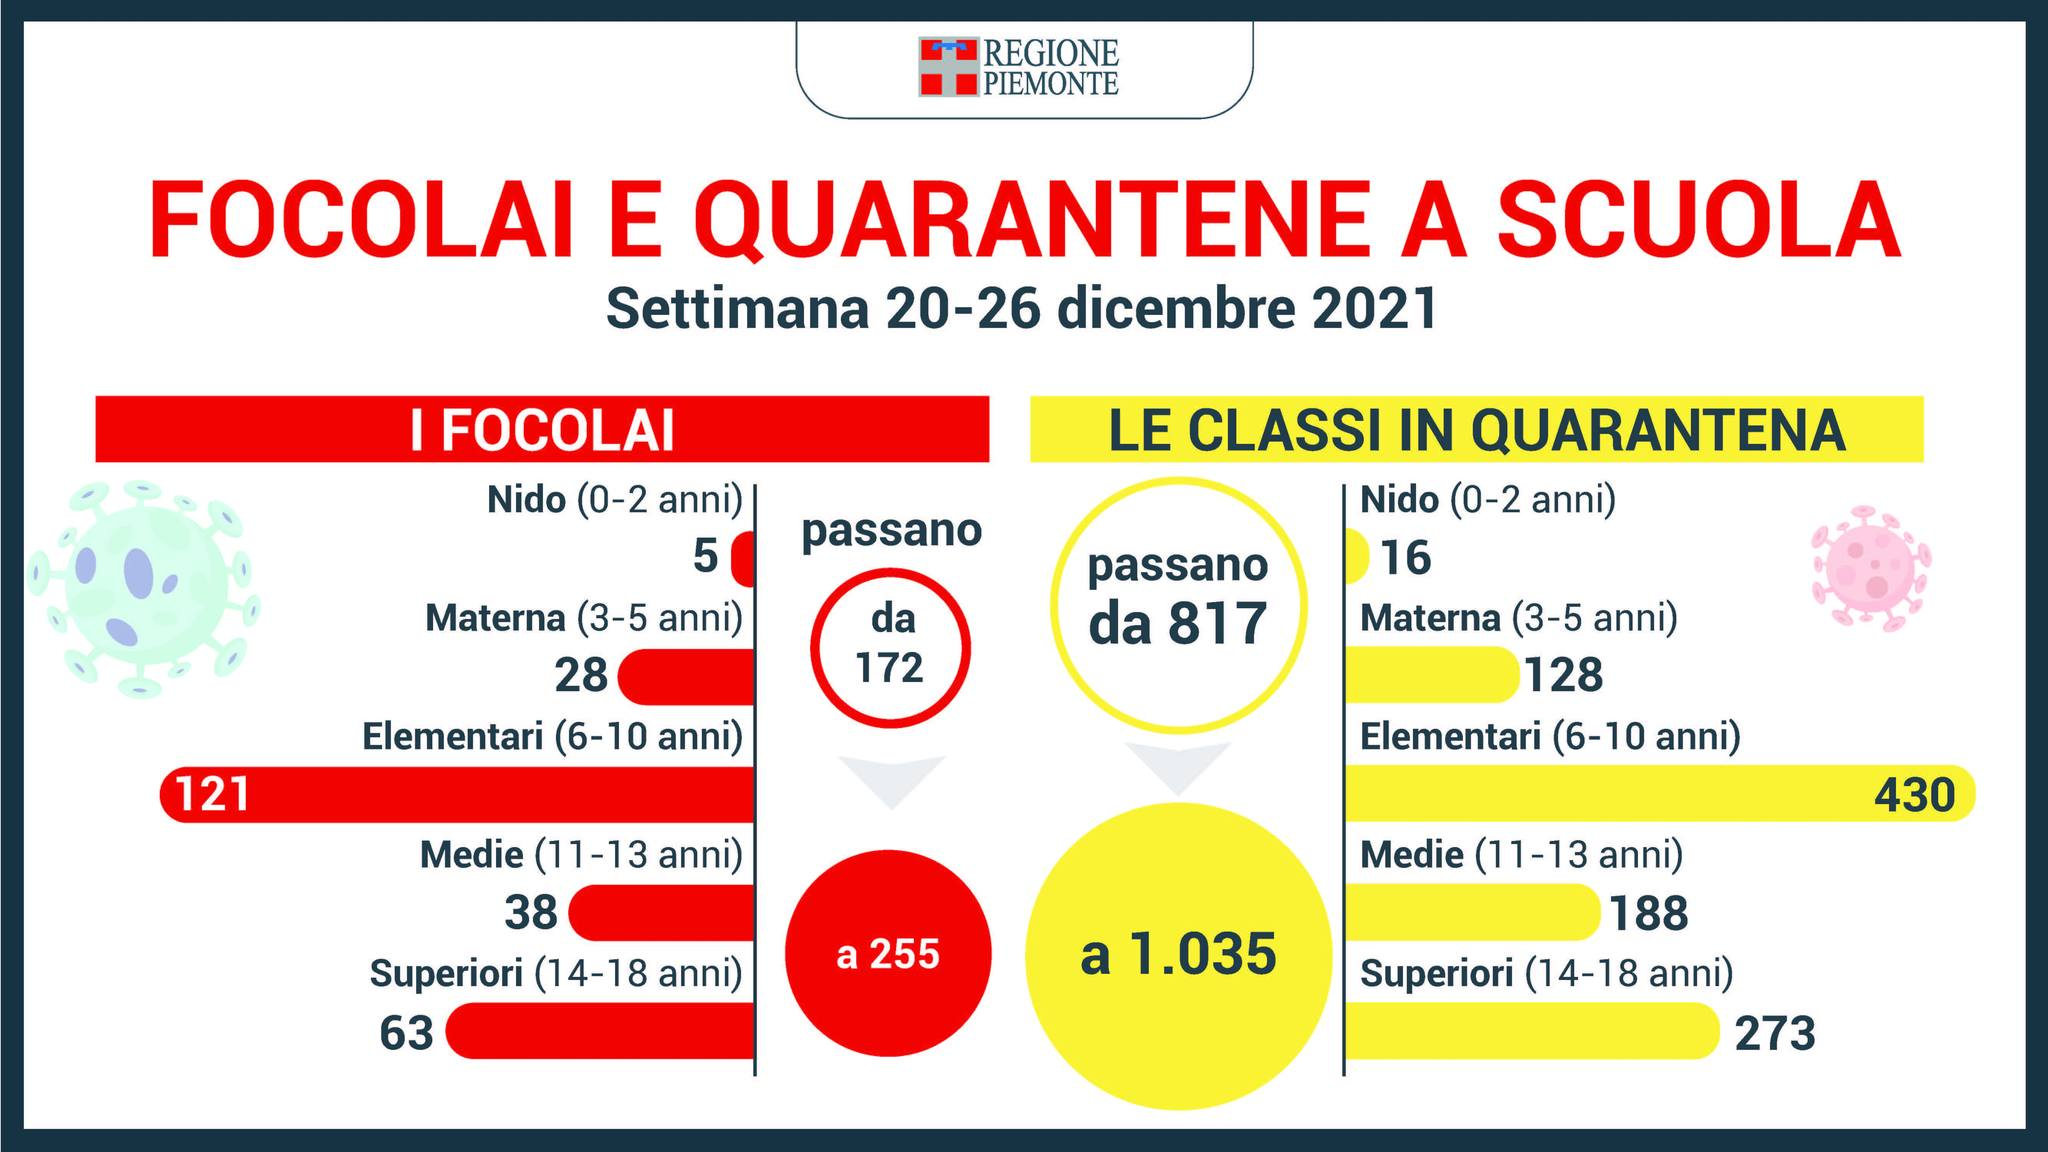 REGIONE
PIEMONTE
FOCOLAI E QUARANTENE A SCUOLA
Settimana 20-26 dicembre 2021
I FOCOLAI
Nido (0-2 anni)
5
Materna (3-5 anni)
28
Elementari (6-10 anni)
121
Medie (11-13 anni)
38
Superiori (14-18 anni)
63
passano
da
172
a 255
LE CLASSI IN QUARANTENA
passano
da 817
a 1.035
Nido (0-2 anni)
16
Materna (3-5 anni)
128
Elementari (6-10 anni)
430
Medie (11-13 anni)
188
Superiori (14-18 anni)
273